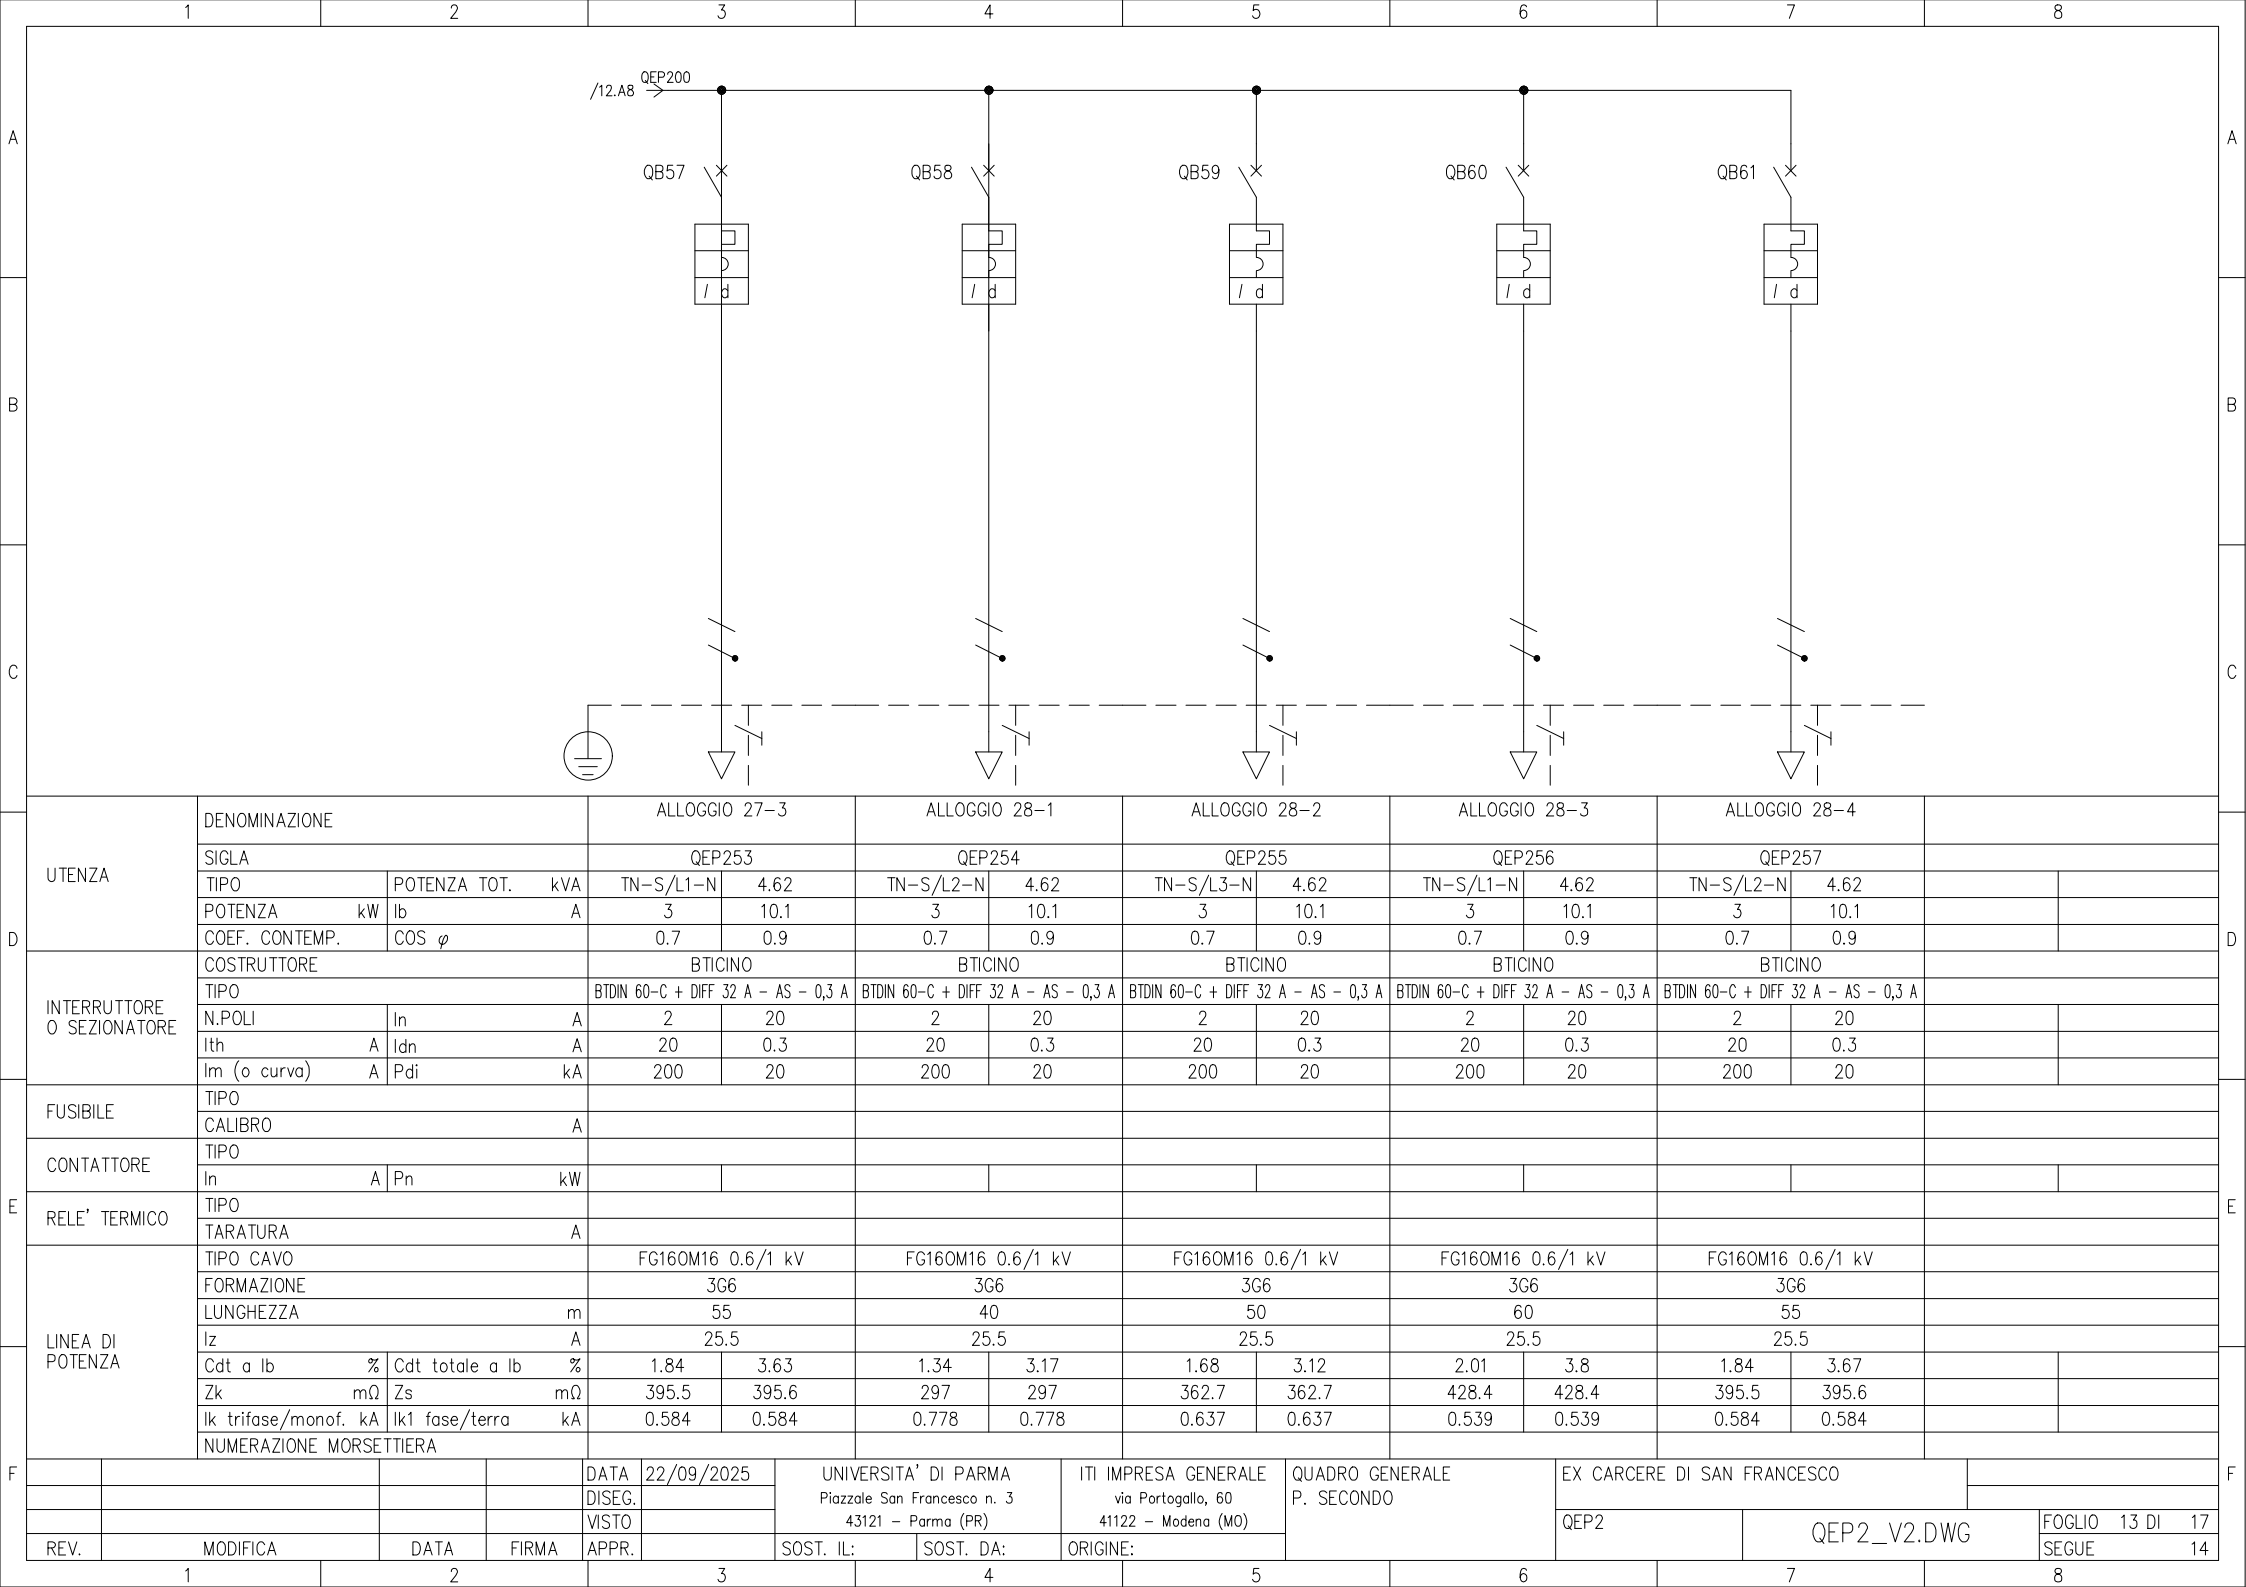 1 2 3 4 5 6 7 8
QEP200
/12.A8
A A
QB57 QB58 QB59 QB60 QB61
I d I d I d I d I d
B B
C C
DENOMINAZIONE ALLOGGIO 27-3 ALLOGGIO 28-1 ALLOGGIO 28-2 ALLOGGIO 28-3 ALLOGGIO 28-4
UTENZA
SIGLA QEP253 QEP254 QEP255 QEP256 QEP257
TIPO POTENZA TOT. kVA TN-S/L1-N 4.62 TN-S/L2-N 4.62 TN-S/L3-N 4.62 TN-S/L1-N 4.62 TN-S/L2-N 4.62
POTENZA kW Ib A 3 10.1 3 10.1 3 10.1 3 10.1 3 10.1
D COEF. CONTEMP. COS φ 0.7 0.9 0.7 0.9 0.7 0.9 0.7 0.9 0.7 0.9 D
INTERRUTTORE
O SEZIONATORE
COSTRUTTORE BTICINO BTICINO BTICINO BTICINO BTICINO
TIPO BTDIN 60-C + DIFF 32 A - AS - 0,3 A BTDIN 60-C + DIFF 32 A - AS - 0,3 A BTDIN 60-C + DIFF 32 A - AS - 0,3 A BTDIN 60-C + DIFF 32 A - AS - 0,3 A BTDIN 60-C + DIFF 32 A - AS - 0,3 A
N.POLI In A 2 20 2 20 2 20 2 20 2 20
Ith A Idn A 20 0.3 20 0.3 20 0.3 20 0.3 20 0.3
Im (o curva) A Pdi kA 200 20 200 20 200 20 200 20 200 20
FUSIBILE
TIPO
CALIBRO A
CONTATTORE
TIPO
In A Pn kW
E E
RELE' TERMICO
TIPO
TARATURA A
LINEA DI
POTENZA
TIPO CAVO FG16OM16 0.6/1 kV FG16OM16 0.6/1 kV FG16OM16 0.6/1 kV FG16OM16 0.6/1 kV FG16OM16 0.6/1 kV
FORMAZIONE 3G6 3G6 3G6 3G6 3G6
LUNGHEZZA m 55 40 50 60 55
Iz A 25.5 25.5 25.5 25.5 25.5
Cdt a Ib % Cdt totale a Ib % 1.84 3.63 1.34 3.17 1.68 3.12 2.01 3.8 1.84 3.67
Zk mΩ Zs mΩ 395.5 395.6 297 297 362.7 362.7 428.4 428.4 395.5 395.6
Ik trifase/monof. kA Ik1 fase/terra kA 0.584 0.584 0.778 0.778 0.637 0.637 0.539 0.539 0.584 0.584
NUMERAZIONE MORSETTIERA
F F
DATA 22/09/2025
DISEG.
VISTO
REV. MODIFICA DATA FIRMA APPR.
UNIVERSITA' DI PARMA
Piazzale San Francesco n. 3
43121 - Parma (PR)
SOST. IL: SOST. DA:
ITI IMPRESA GENERALE
via Portogallo, 60
41122 - Modena (MO)
ORIGINE:
QUADRO GENERALE
P. SECONDO
EX CARCERE DI SAN FRANCESCO
QEP2
QEP2_V2.DWG
FOGLIO 13 DI 17
SEGUE 14
1 2 3 4 5 6 7 8